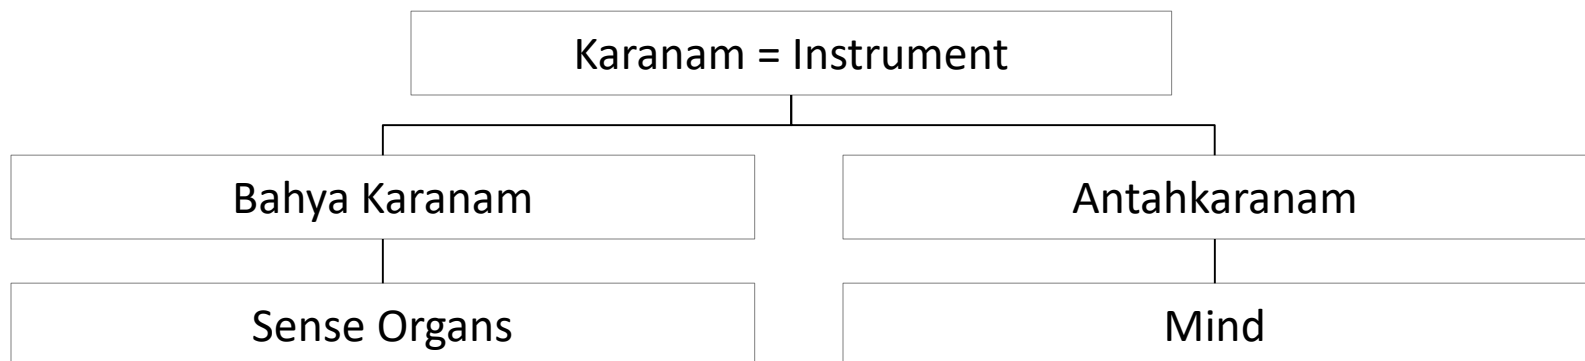 Karanam = Instrument
Bahya Karanam
Antahkaranam
Sense Organs
Mind